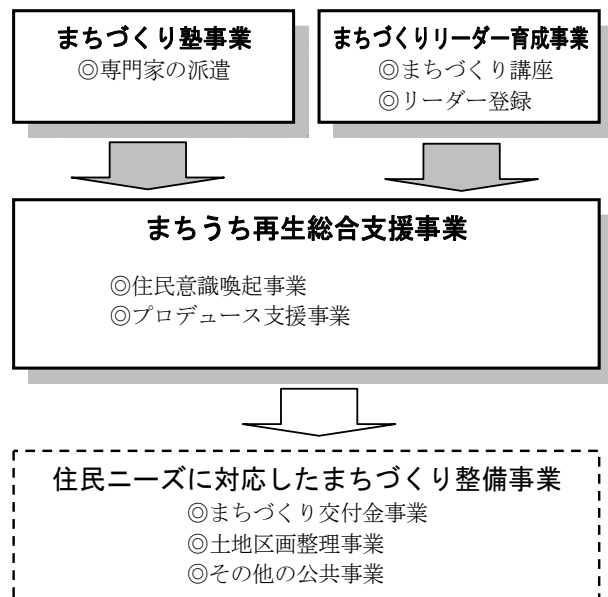 まちづくり塾事業
◎専門家の派遣
まちづくりリーダー育成事業
◎まちづくり講座
◎リーダー登録
まちうち再生総合支援事業
◎住民意識喚起事業
◎プロデュース支援事業
住民ニーズに対応したまちづくり整備事業
◎まちづくり交付金事業
◎土地区画整理事業
◎その他の公共事業